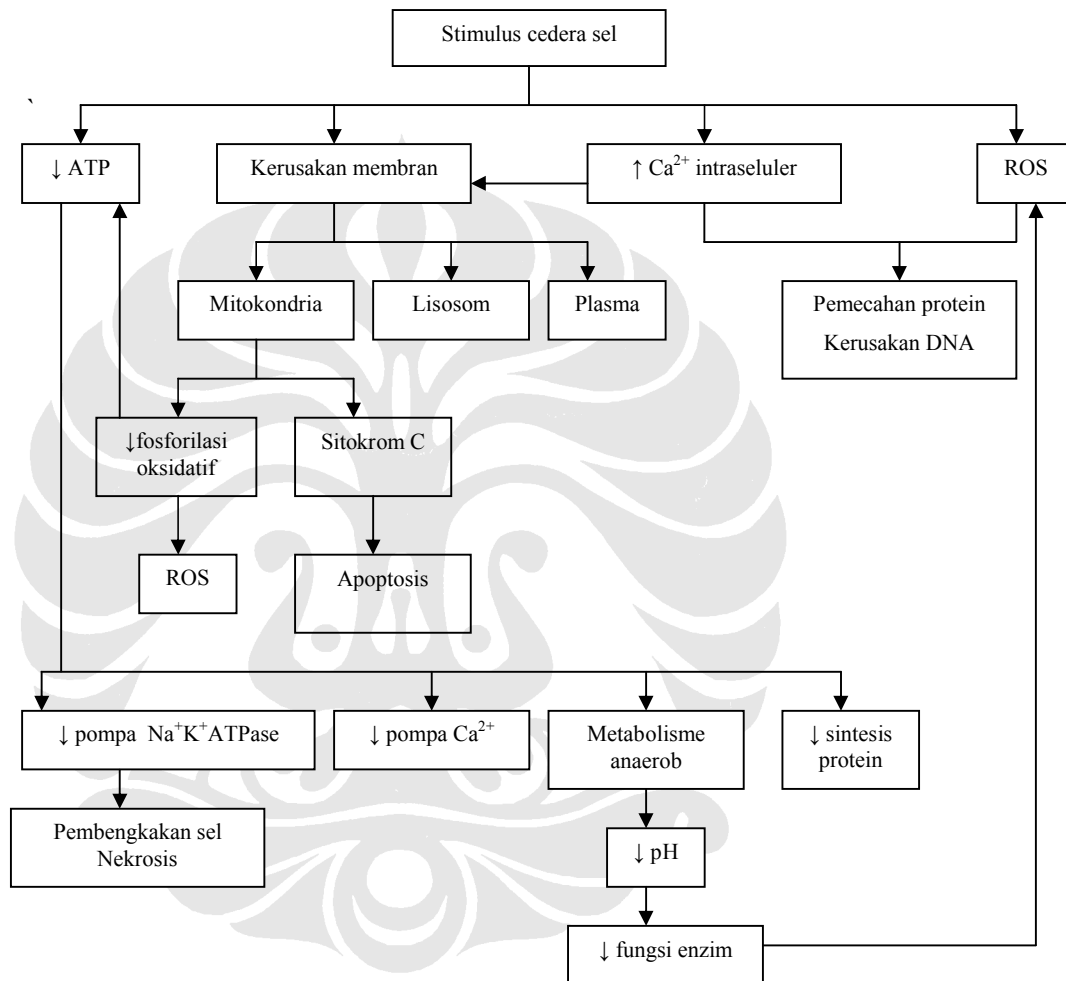 Stimulus cedera sel
`
↓ ATP
Kerusakan membran
↑ Ca²⁺ intraseluler
ROS
Mitokondria
Lisosom
Plasma
Pemecahan protein
Kerusakan DNA
↓fosforilasi
oksidatif
Sitokrom C
ROS
Apoptosis
↓ pompa Na⁺K⁺ATPase
↓ pompa Ca²⁺
Metabolisme
anaerob
↓ sintesis
protein
Pembengkakan sel
Nekrosis
↓ pH
↓ fungsi enzim